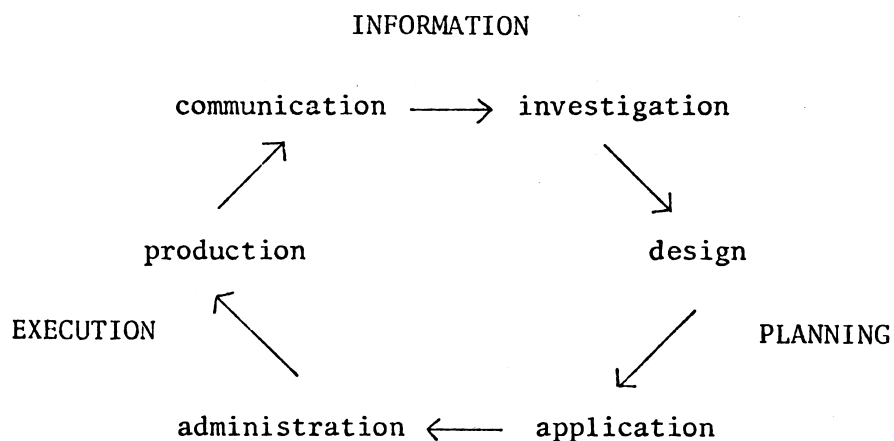 INFORMATION
communication investigation
production design
EXECUTION PLANNING
administration application